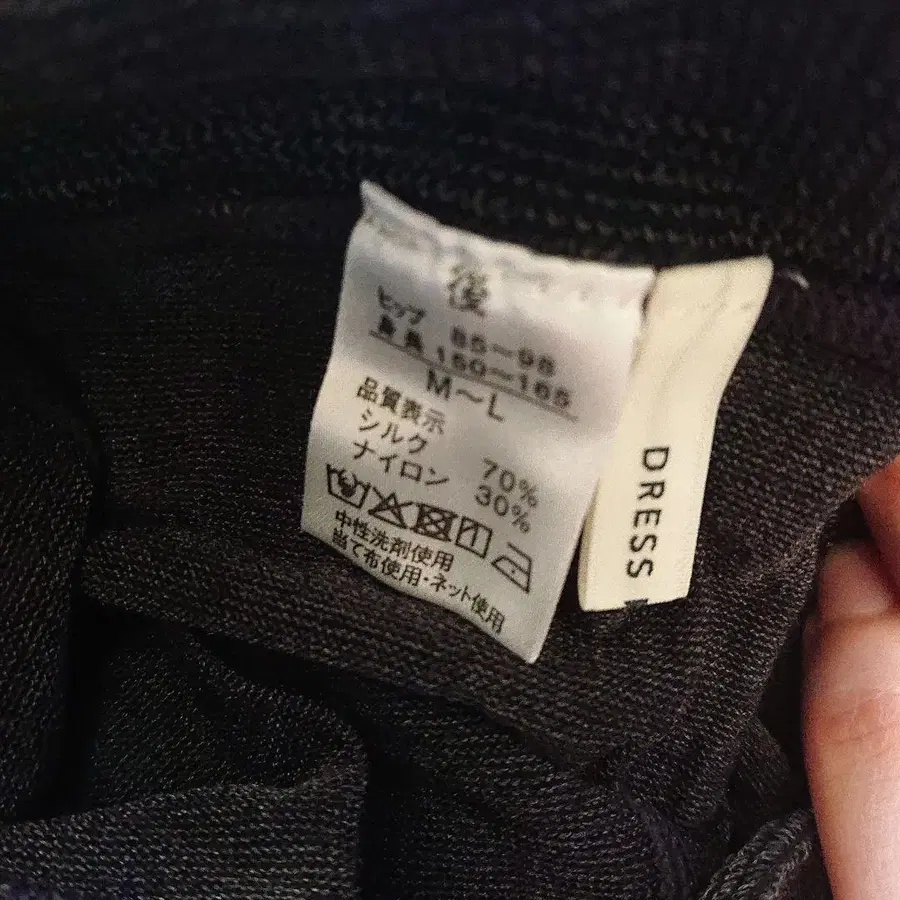 後
ヒップ 85～98
身長 150～165
M～L
品質表示
シルク 70%
ナイロン 30%
中性洗剤使用
当て布使用・ネット使用
DRESS